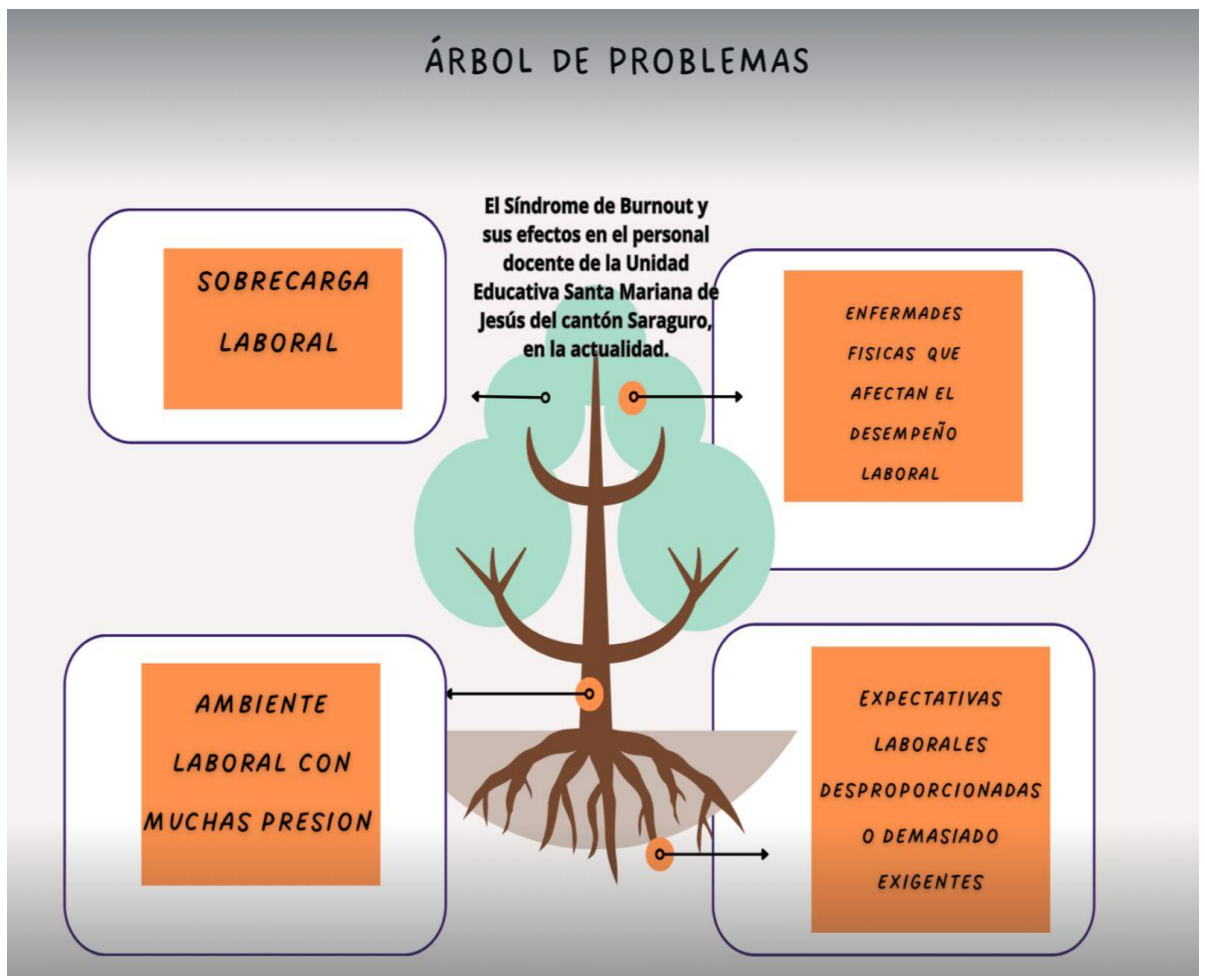 ÁRBOL DE PROBLEMAS
El Síndrome de Burnout y
sus efectos en el personal
docente de la Unidad
Educativa Santa Mariana de
Jesús del cantón Saraguro,
en la actualidad.
SOBRECARGA
LABORAL
ENFERMADES
FISICAS QUE
AFECTAN EL
DESEMPEÑO
LABORAL
AMBIENTE
LABORAL CON
MUCHAS PRESION
EXPECTATIVAS
LABORALES
DESPROPORCIONADAS
O DEMASIADO
EXIGENTES